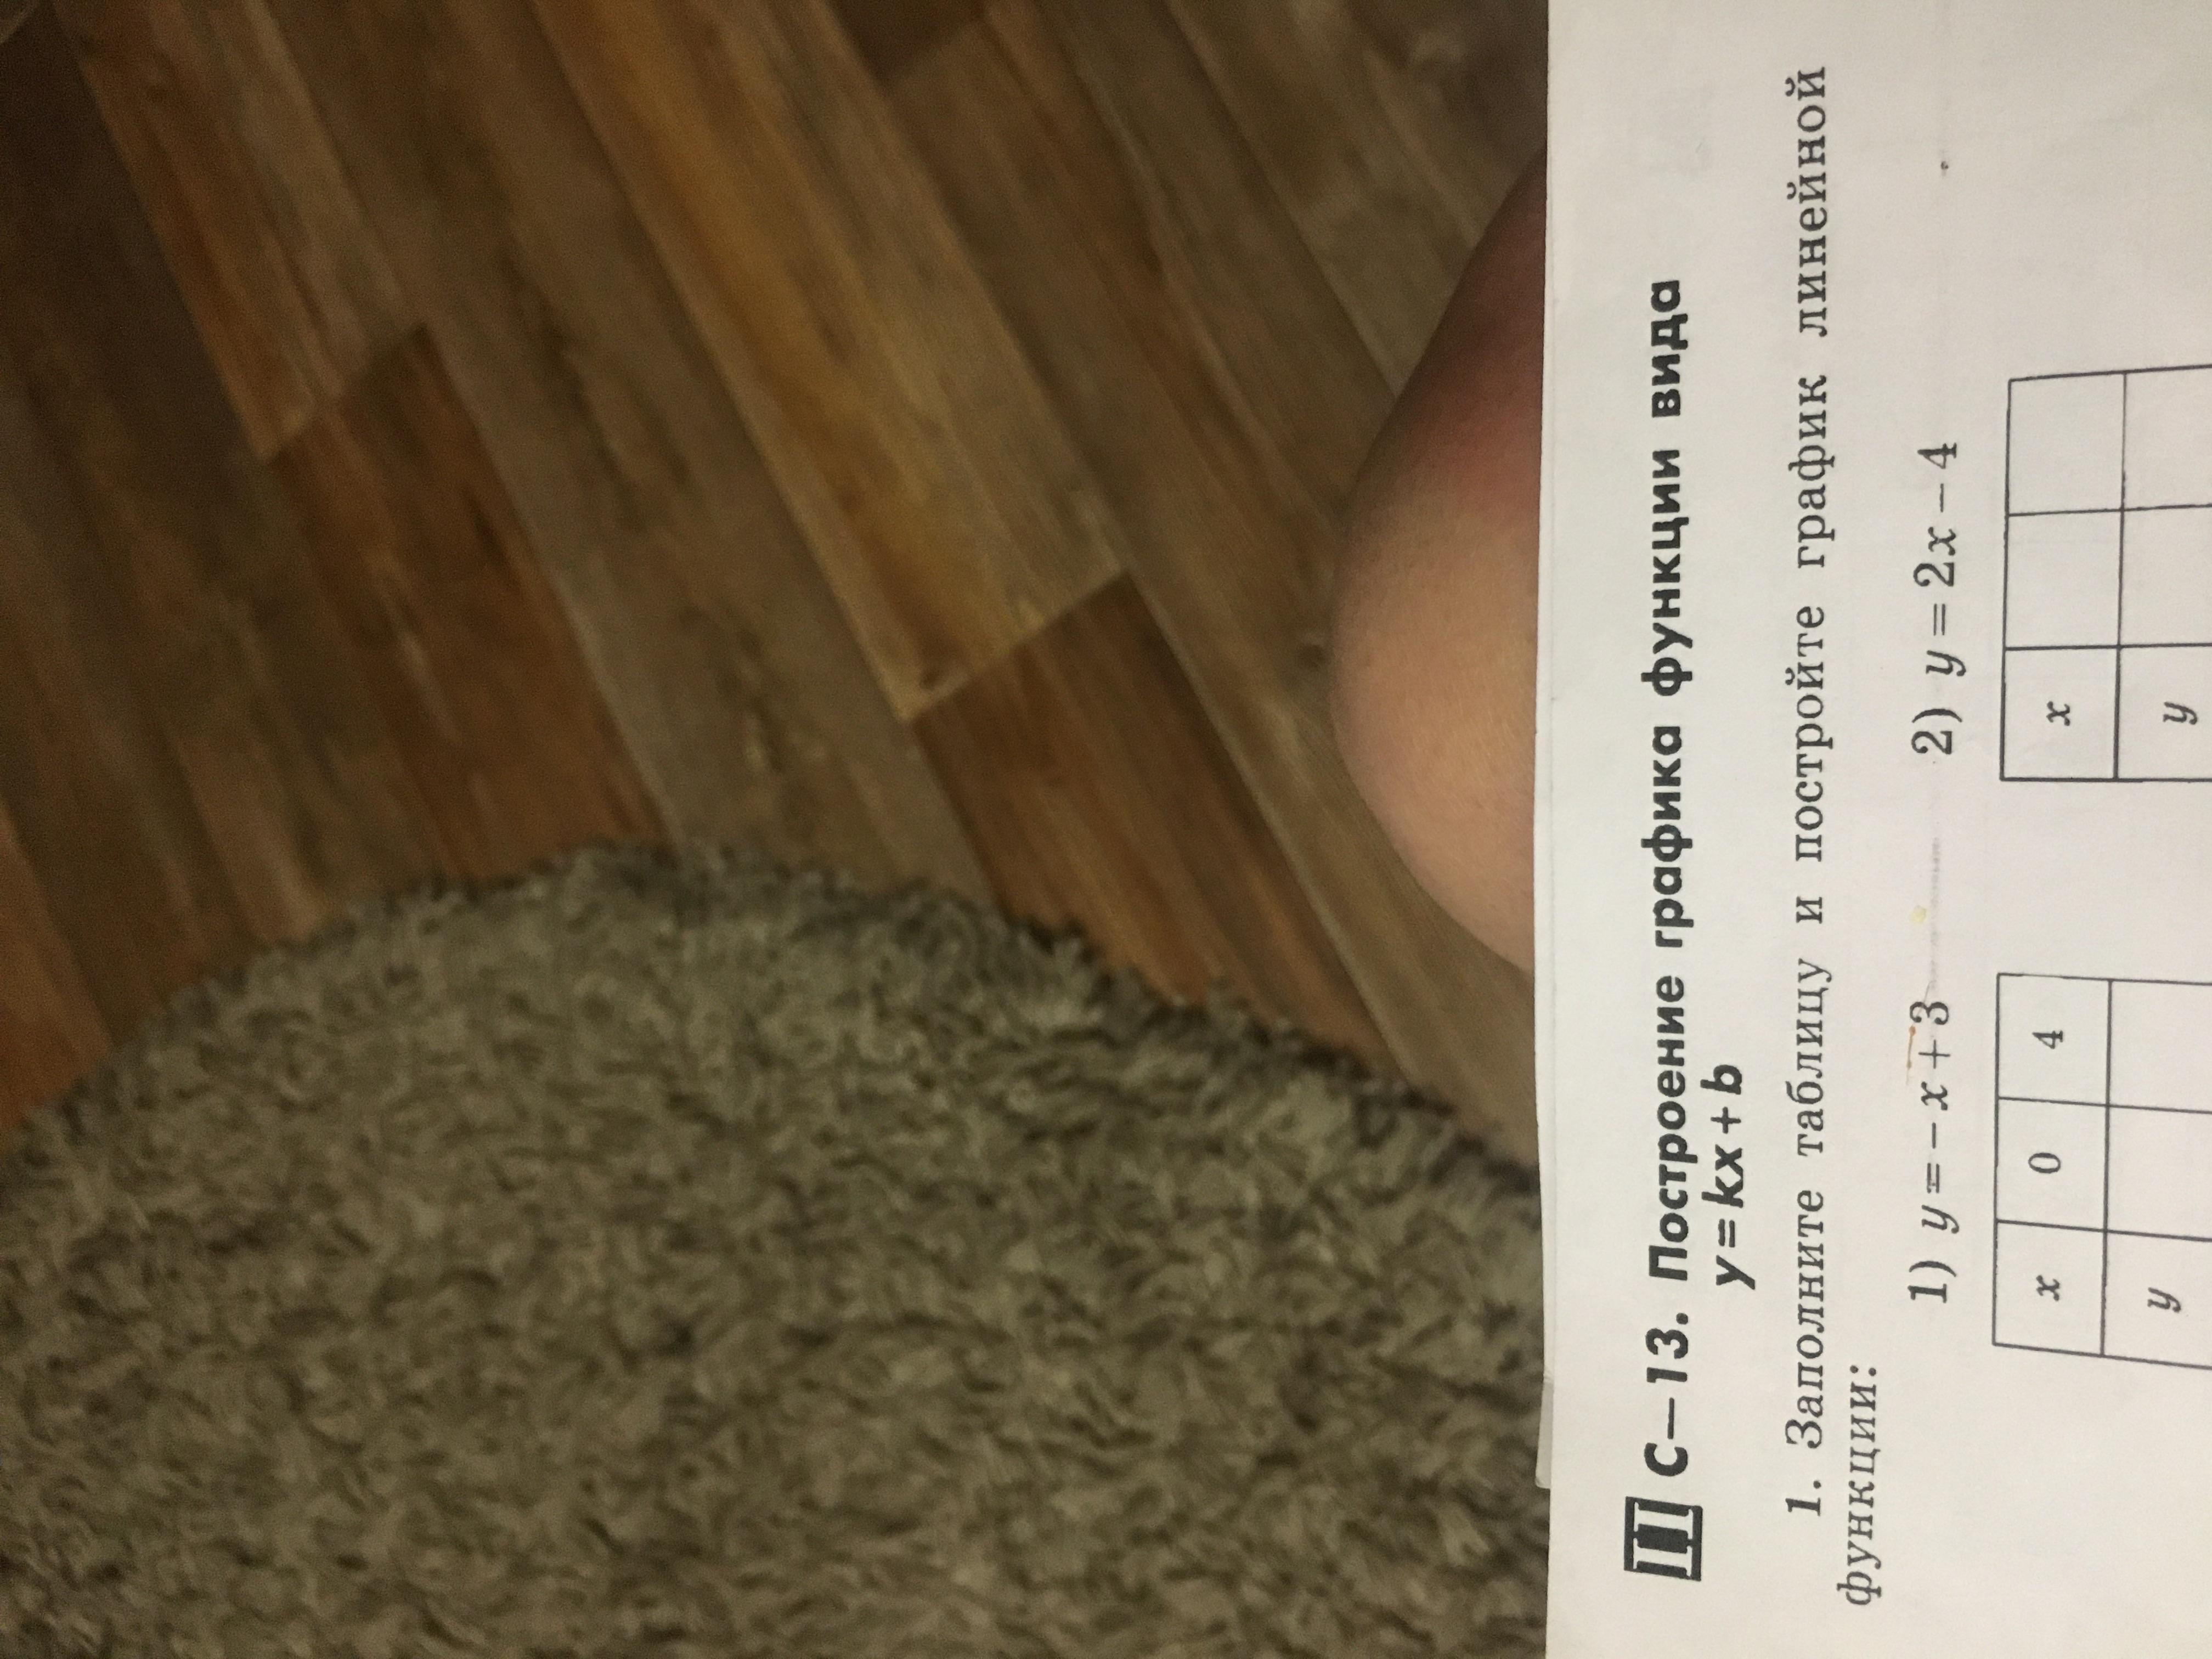 II С—13. Построение графика функции вида
y=kx+b
1. Заполните таблицу и постройте график линейной
функции:
1) y=−x+3 2) y=2x−4
x 0 4 x
y y